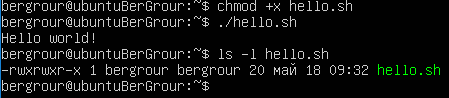 bergrour@ubuntuBerGrour:~$ chmod +x hello.sh
bergrour@ubuntuBerGrour:~$ ./hello.sh
Hello world!
bergrour@ubuntuBerGrour:~$ ls -l hello.sh
-rwxrwxr-x 1 bergrour bergrour 20 май 18 09:32 hello.sh
bergrour@ubuntuBerGrour:~$